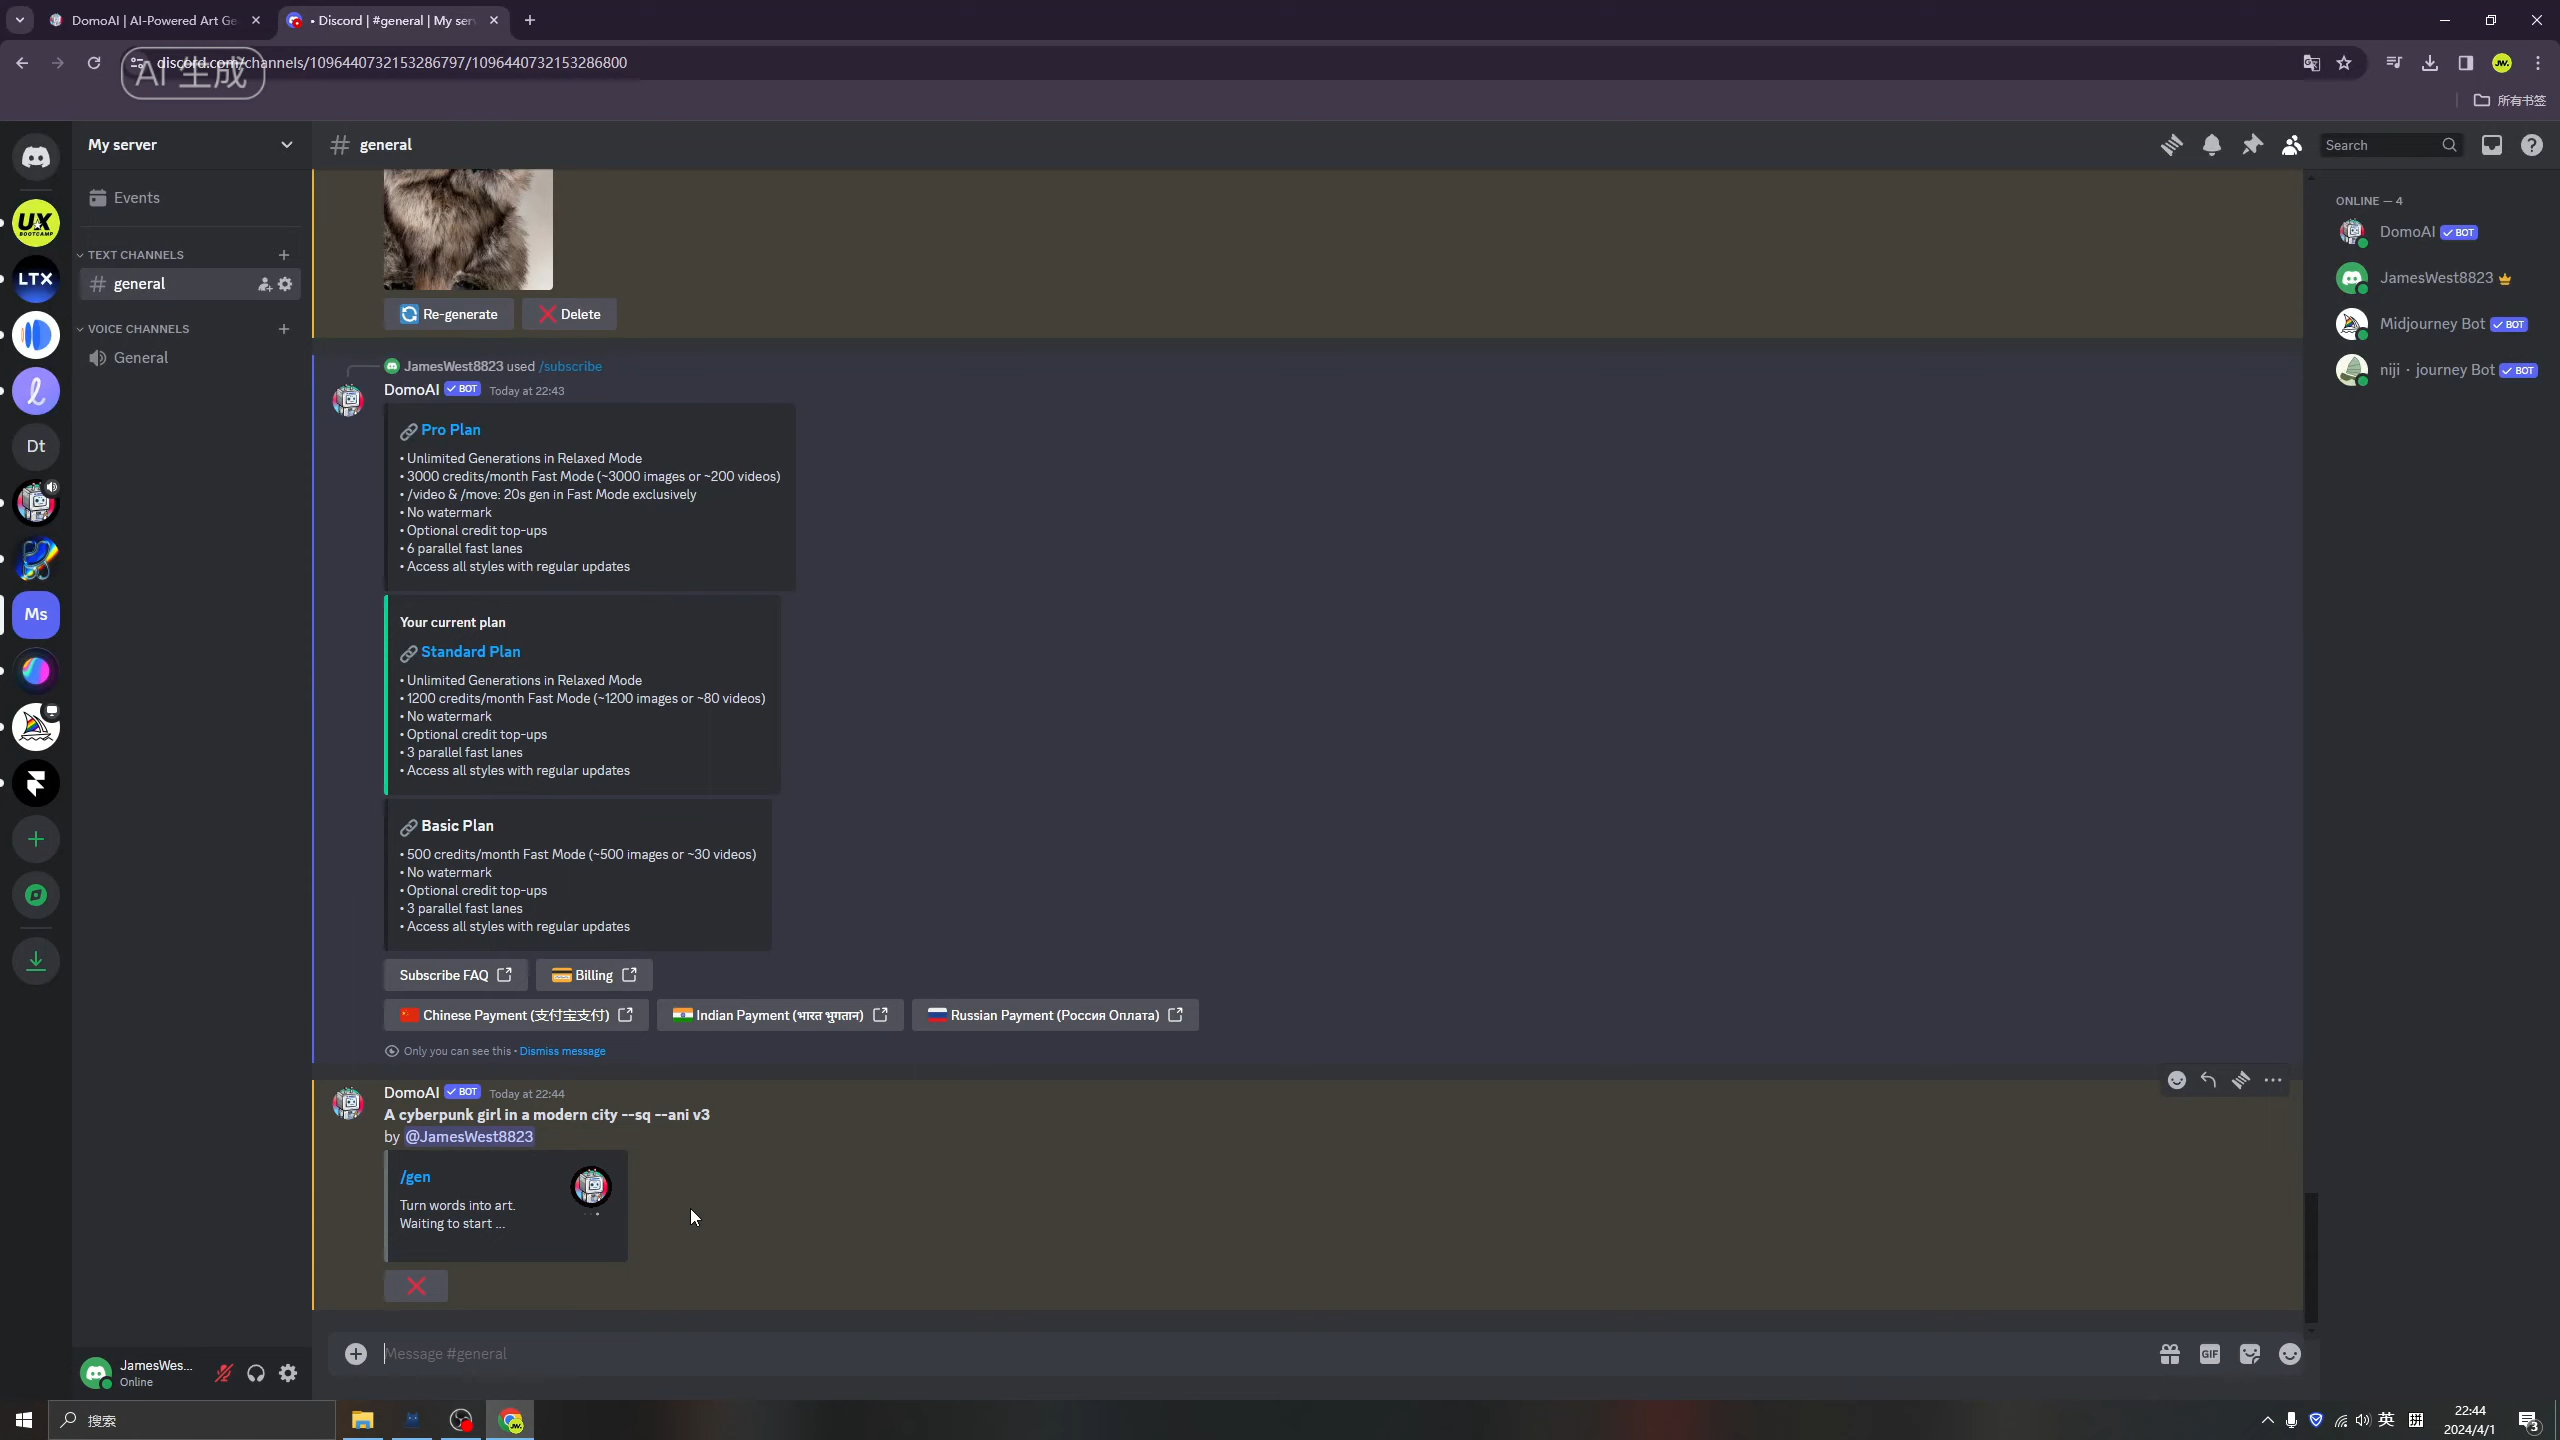 DomoAI | AI-Powered Art Ge
• Discord | #general | My serv
discord.com/channels/1096440732153286797/1096440732153286800
AI 生成
所有书签
My server
general
Search
Events
TEXT CHANNELS
general
VOICE CHANNELS
General
UX
BOOTCAMP
LTX
Dt
Ms
Re-generate
Delete
JamesWest8823 used /subscribe
DomoAI BOT Today at 22:43
Pro Plan
• Unlimited Generations in Relaxed Mode
• 3000 credits/month Fast Mode (~3000 images or ~200 videos)
• /video & /move: 20s gen in Fast Mode exclusively
• No watermark
• Optional credit top-ups
• 6 parallel fast lanes
• Access all styles with regular updates
Your current plan
Standard Plan
• Unlimited Generations in Relaxed Mode
• 1200 credits/month Fast Mode (~1200 images or ~80 videos)
• No watermark
• Optional credit top-ups
• 3 parallel fast lanes
• Access all styles with regular updates
Basic Plan
• 500 credits/month Fast Mode (~500 images or ~30 videos)
• No watermark
• Optional credit top-ups
• 3 parallel fast lanes
• Access all styles with regular updates
Subscribe FAQ
Billing
Chinese Payment (支付宝支付)
Indian Payment (भारत भुगतान)
Russian Payment (Россия Оплата)
Only you can see this • Dismiss message
DomoAI BOT Today at 22:44
A cyberpunk girl in a modern city --sq --ani v3
by @JamesWest8823
/gen
Turn words into art.
Waiting to start ...
Message #general
GIF
ONLINE — 4
DomoAI BOT
JamesWest8823
Midjourney Bot BOT
niji・journey Bot BOT
JamesWes...
Online
搜索
英
拼
22:44
2024/4/1
3